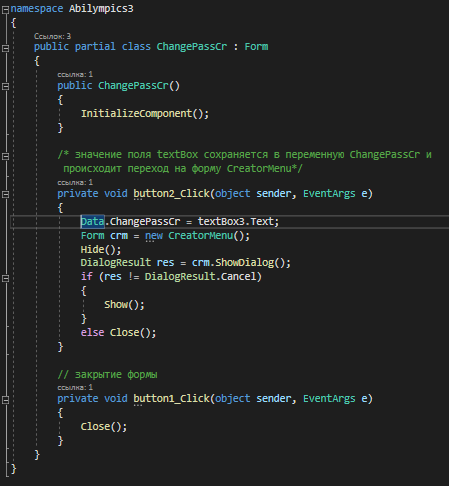 namespace Abilympics3
{
Ссылок: 3
public partial class ChangePassCr : Form
{
ссылка: 1
public ChangePassCr()
{
InitializeComponent();
}
/* значение поля textBox сохраняется в переменную ChangePassCr и
происходит переход на форму CreatorMenu*/
ссылка: 1
private void button2_Click(object sender, EventArgs e)
{
Data.ChangePassCr = textBox3.Text;
Form crm = new CreatorMenu();
Hide();
DialogResult res = crm.ShowDialog();
if (res != DialogResult.Cancel)
{
Show();
}
else Close();
}
// закрытие формы
ссылка: 1
private void button1_Click(object sender, EventArgs e)
{
Close();
}
}
}